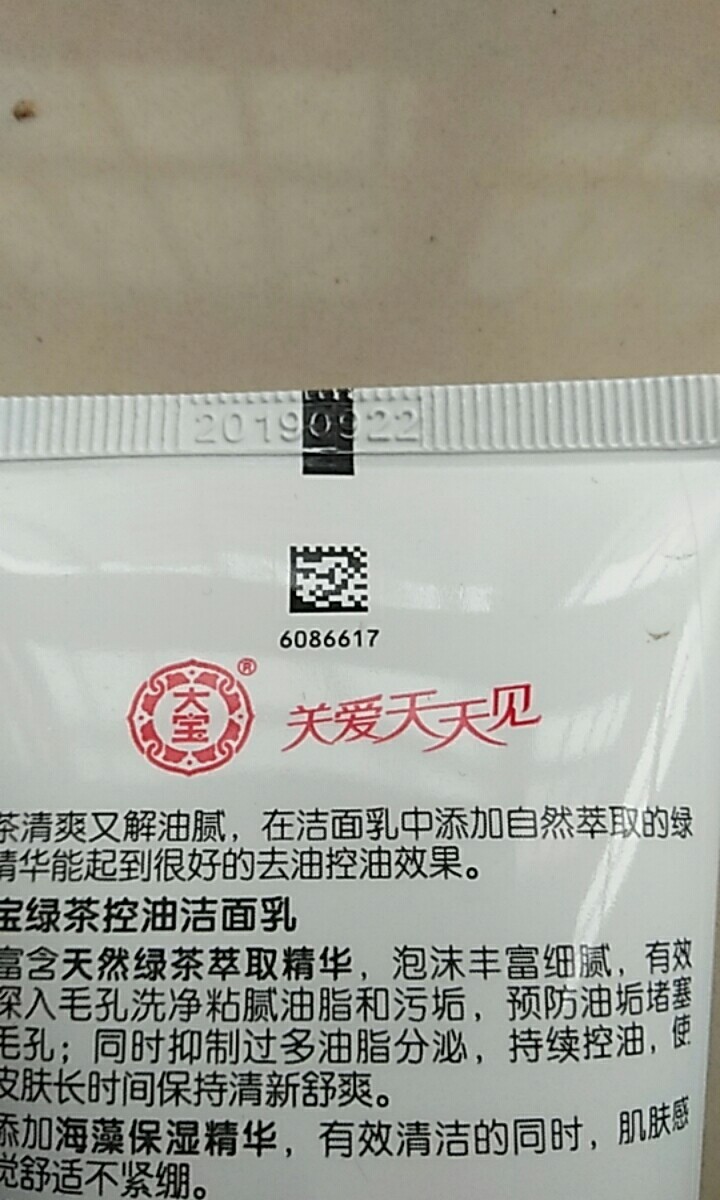 20190922
6086617
大宝®
关爱天天见
茶清爽又解油腻，在洁面乳中添加自然萃取的绿
精华能起到很好的去油控油效果。
宝绿茶控油洁面乳
富含天然绿茶萃取精华，泡沫丰富细腻，有效
深入毛孔洗净粘腻油脂和污垢，预防油垢堵塞
毛孔；同时抑制过多油脂分泌，持续控油，使
皮肤长时间保持清新舒爽。
添加海藻保湿精华，有效清洁的同时，肌肤感
觉舒适不紧绷。